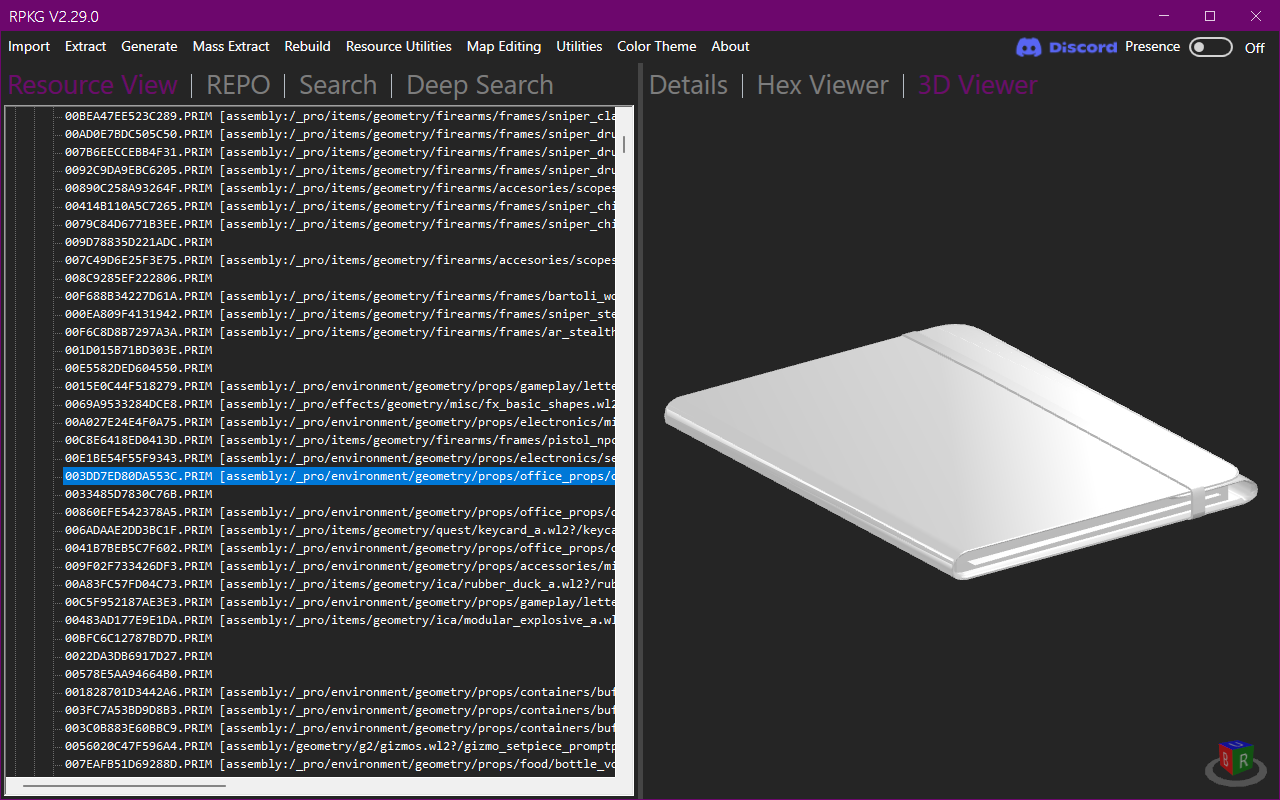 RPKG V2.29.0
Import Extract Generate Mass Extract Rebuild Resource Utilities Map Editing Utilities Color Theme About Discord Presence Off
Resource View | REPO | Search | Deep Search Details | Hex Viewer | 3D Viewer
00BEA47EE523C289.PRIM [assembly:/_pro/items/geometry/firearms/frames/sniper_cla
00AD0E7BDC505C50.PRIM [assembly:/_pro/items/geometry/firearms/frames/sniper_dru
007B6EECCEBB4F31.PRIM [assembly:/_pro/items/geometry/firearms/frames/sniper_dru
0092C9DA9EBC6205.PRIM [assembly:/_pro/items/geometry/firearms/frames/sniper_dru
00890C258A93264F.PRIM [assembly:/_pro/items/geometry/firearms/accesories/scopes
00414B110A5C7265.PRIM [assembly:/_pro/items/geometry/firearms/frames/sniper_chi
0079C84D6771B3EE.PRIM [assembly:/_pro/items/geometry/firearms/frames/sniper_chi
009D78835D221ADC.PRIM
007C49D6E25F3E75.PRIM [assembly:/_pro/items/geometry/firearms/accesories/scopes
008C9285EF222806.PRIM
00F688B34227D61A.PRIM [assembly:/_pro/items/geometry/firearms/frames/bartoli_wo
000EA809F4131942.PRIM [assembly:/_pro/items/geometry/firearms/frames/sniper_ste
00F6C8D8B7297A3A.PRIM [assembly:/_pro/items/geometry/firearms/frames/ar_stealth
001D015B71BD303E.PRIM
00E5582DED604550.PRIM
0015E0C44F518279.PRIM [assembly:/_pro/environment/geometry/props/gameplay/lette
0069A9533284DCE8.PRIM [assembly:/_pro/effects/geometry/misc/fx_basic_shapes.wl2
00A027E24E4F0A75.PRIM [assembly:/_pro/environment/geometry/props/electronics/mi
00C8E6418ED0413D.PRIM [assembly:/_pro/items/geometry/firearms/frames/pistol_npc
00E1BE54F55F9343.PRIM [assembly:/_pro/environment/geometry/props/electronics/se
003DD7ED80DA553C.PRIM [assembly:/_pro/environment/geometry/props/office_props/o
0033485D7830C76B.PRIM
00860EFE542378A5.PRIM [assembly:/_pro/environment/geometry/props/office_props/o
006ADAAE2DD3BC1F.PRIM [assembly:/_pro/items/geometry/quest/keycard_a.wl2?/keyca
0041B7BEB5C7F602.PRIM [assembly:/_pro/environment/geometry/props/office_props/o
009F02F733426DF3.PRIM [assembly:/_pro/environment/geometry/props/accessories/mi
00A83FC57FD04C73.PRIM [assembly:/_pro/items/geometry/ica/rubber_duck_a.wl2?/rub
00C5F952187AE3E3.PRIM [assembly:/_pro/environment/geometry/props/gameplay/lette
00483AD177E9E1DA.PRIM [assembly:/_pro/items/geometry/ica/modular_explosive_a.wl
00BFC6C12787BD7D.PRIM
0022DA3DB6917D27.PRIM
00578E5AA94664B0.PRIM
001828701D3442A6.PRIM [assembly:/_pro/environment/geometry/props/containers/buf
003FC7A53BD9D8B3.PRIM [assembly:/_pro/environment/geometry/props/containers/buf
003C0B883E60BBC9.PRIM [assembly:/_pro/environment/geometry/props/containers/buf
0056020C47F596A4.PRIM [assembly:/geometry/g2/gizmos.wl2?/gizmo_setpiece_promptp
007EAFB51D69288D.PRIM [assembly:/_pro/environment/geometry/props/food/bottle_vo
U
B R